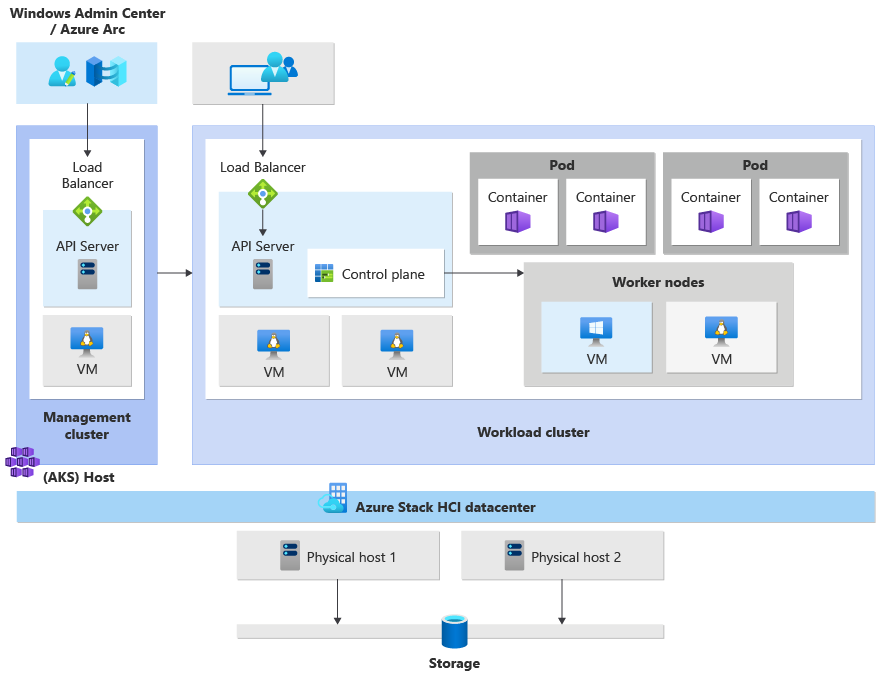 Windows Admin Center
/ Azure Arc
Load
Balancer
API Server
VM
Management
cluster
(AKS) Host
Load Balancer
API Server
Control plane
VM
VM
Pod
Container
Container
Pod
Container
Container
Worker nodes
VM
VM
Workload cluster
Azure Stack HCI datacenter
Physical host 1
Physical host 2
Storage